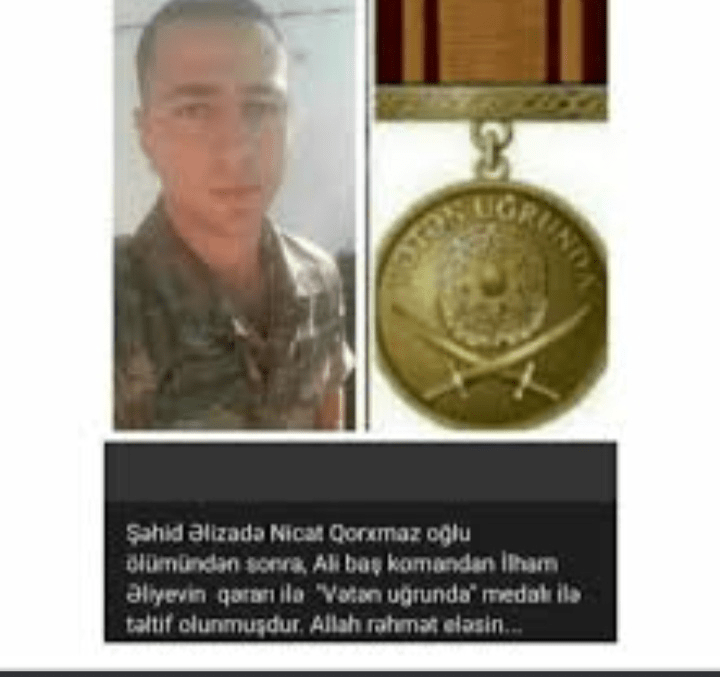 VƏTƏN UĞRUNDA
Şəhid Əlizadə Nicat Qorxmaz oğlu
ölümündən sonra, Ali baş komandan İlham
Əliyevin qərarı ilə "Vətən uğrunda" medalı ilə
təltif olunmuşdur. Allah rəhmət eləsin...